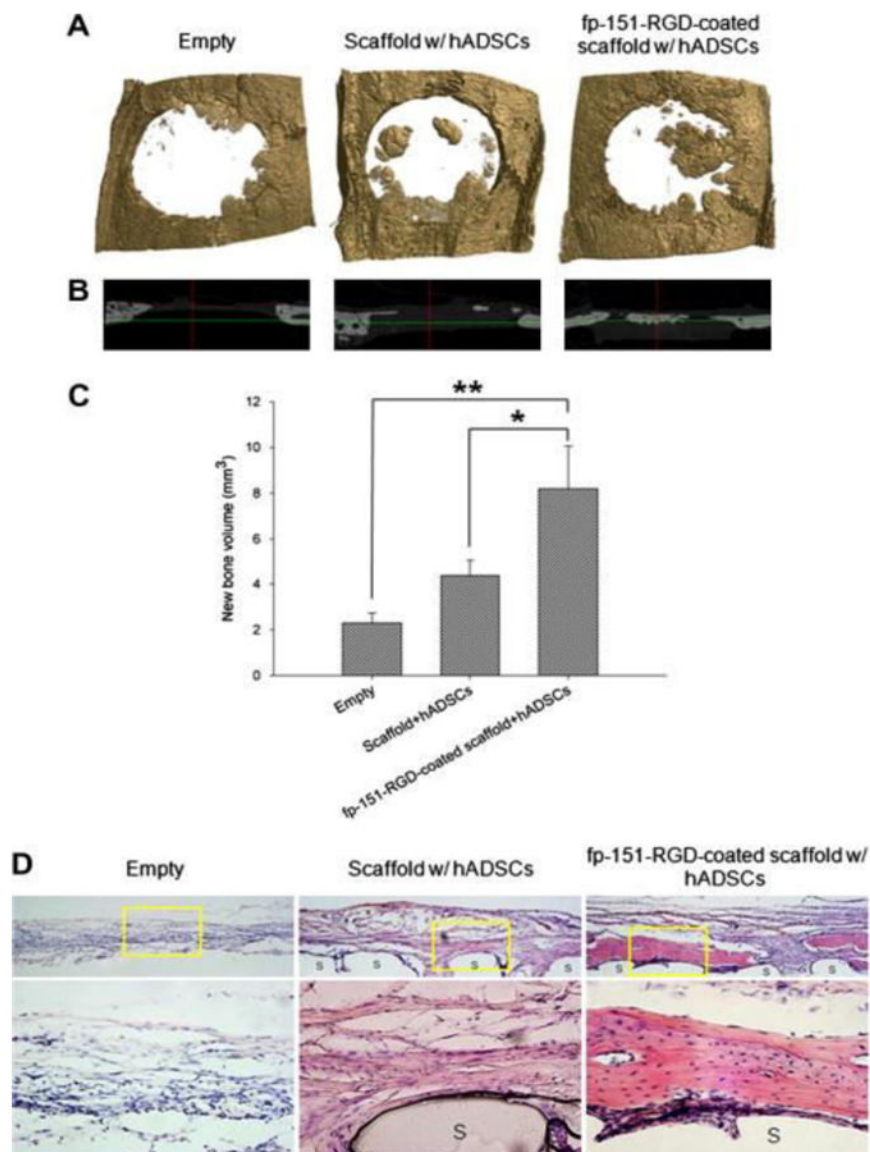 A
Empty
Scaffold w/ hADSCs
fp-151-RGD-coated
scaffold w/ hADSCs
B
C
**
*
12
10
8
6
4
2
0
New bone volume (mm³)
Empty
Scaffold+hADSCs
fp-151-RGD-coated scaffold+hADSCs
D
Empty
Scaffold w/ hADSCs
fp-151-RGD-coated scaffold w/
hADSCs
S
S
S
S
S
S
S
S